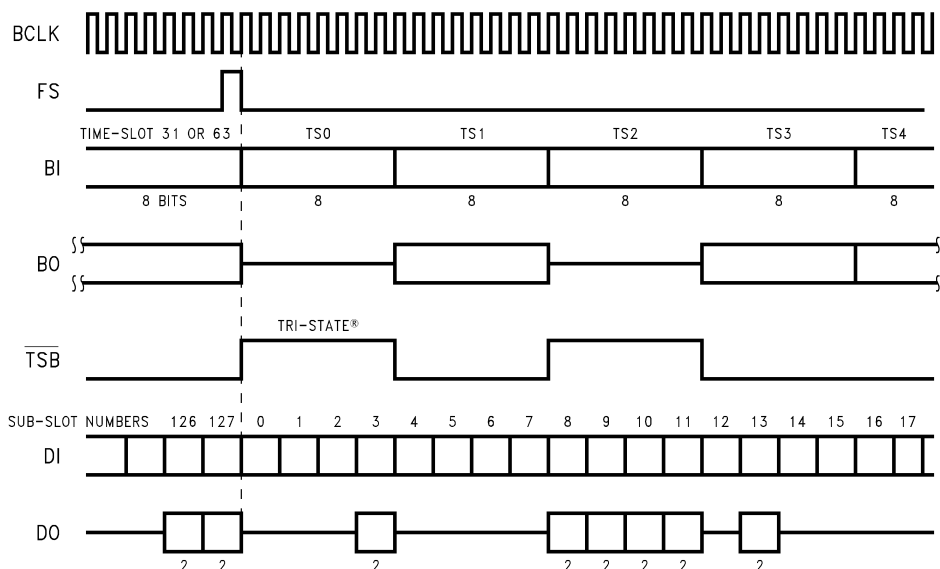 BCLK
FS
TIME-SLOT 31 OR 63 TS0 TS1 TS2 TS3 TS4
BI
8 BITS 8 8 8 8 8
BO
TRI-STATE®
TSB
SUB-SLOT NUMBERS 126 127 0 1 2 3 4 5 6 7 8 9 10 11 12 13 14 15 16 17
DI
DO
2 2 2 2 2 2 2 2